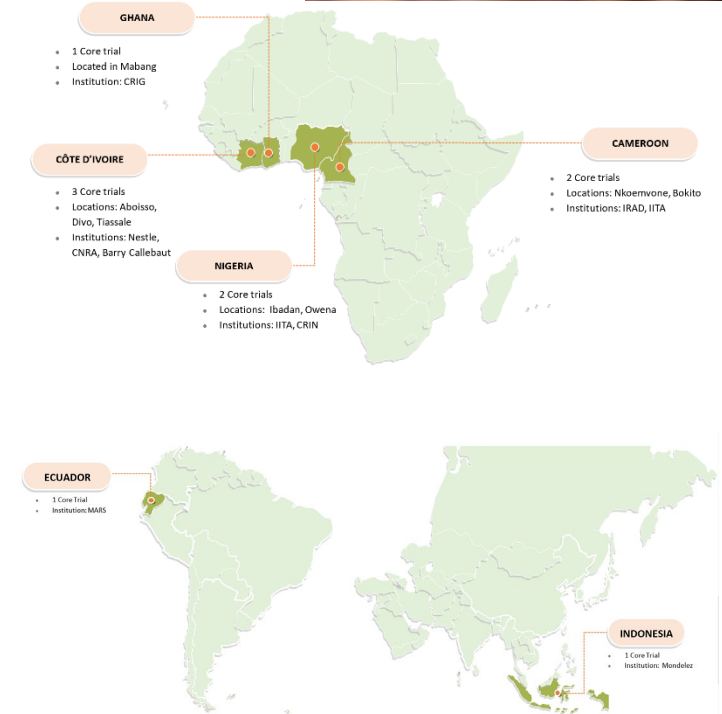 GHANA
1 Core trial
Located in Mabang
Institution: CRIG
CÔTE D'IVOIRE
3 Core trials
Locations: Aboisso,
Divo, Tiassale
Institutions: Nestle,
CNRA, Barry Callebaut
NIGERIA
2 Core trials
Locations: Ibadan, Owena
Institutions: IITA, CRIN
CAMEROON
2 Core trials
Locations: Nkoemvone, Bokito
Institutions: IRAD, IITA
ECUADOR
1 Core Trial
Institution: MARS
INDONESIA
1 Core Trial
Institution: Mondelez